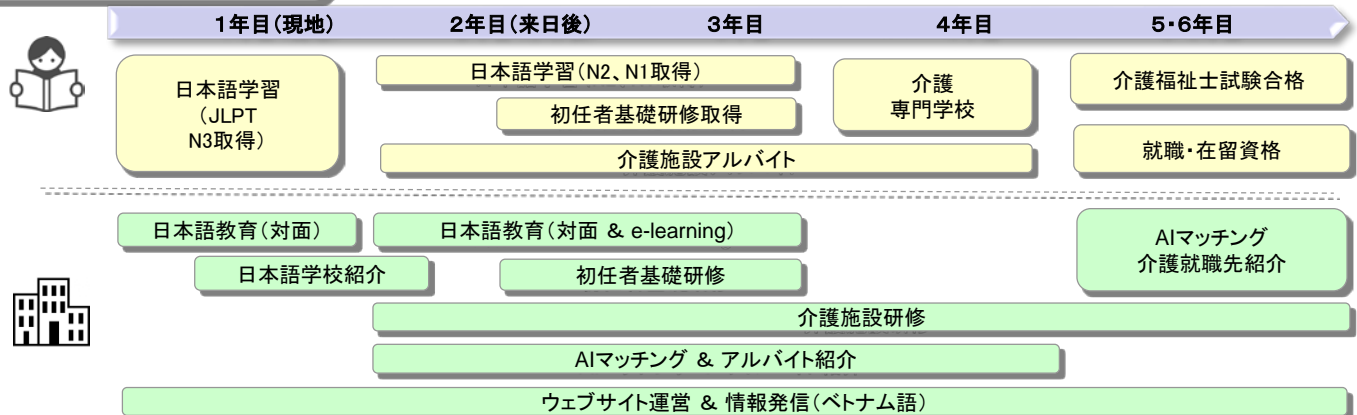 1年目(現地)
2年目(来日後)
3年目
4年目
5・6年目
日本語学習
(JLPT
N3取得)
日本語学習(N2、N1取得)
初任者基礎研修取得
介護施設アルバイト
介護
専門学校
介護福祉士試験合格
就職・在留資格
日本語教育(対面)
日本語学校紹介
日本語教育(対面 & e-learning)
初任者基礎研修
AIマッチング
介護就職先紹介
介護施設研修
AIマッチング & アルバイト紹介
ウェブサイト運営 & 情報発信(ベトナム語)